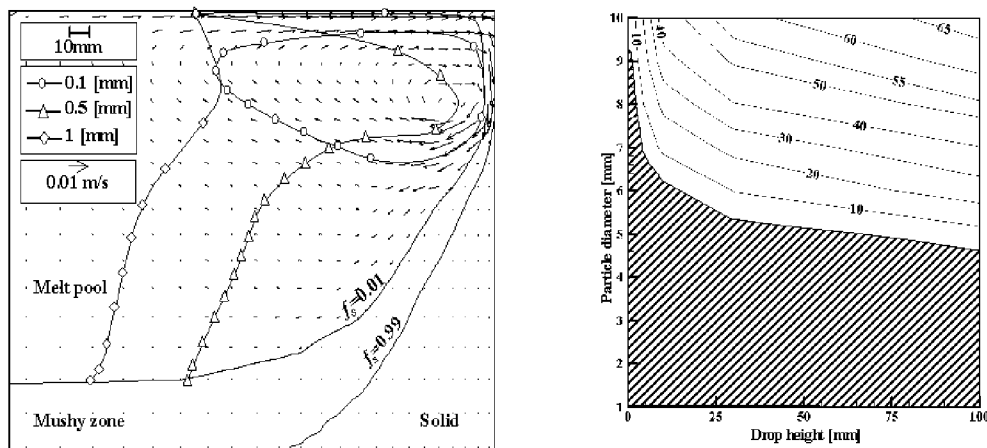 10mm
0.1 [mm]
0.5 [mm]
1 [mm]
0.01 m/s
Melt pool
fs=0.01
fs=0.99
Mushy zone
Solid
Particle diameter [mm]
10
9
8
7
6
5
4
3
2
1
10
40
60
65
55
50
40
30
20
10
0
25
50
75
100
Drop height [mm]